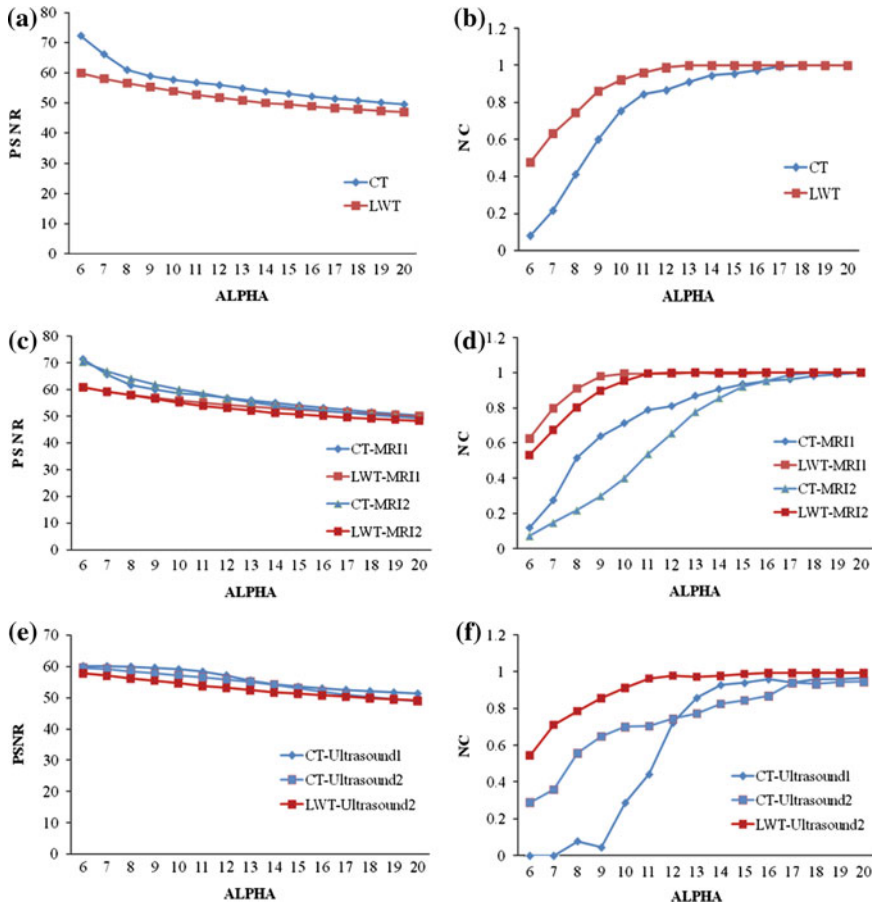 (a)
80
70
60
50
40
30
20
10
0
PSNR
CT
LWT
6 7 8 9 10 11 12 13 14 15 16 17 18 19 20
ALPHA
(b)
1.2
1
0.8
0.6
0.4
0.2
0
NC
CT
LWT
6 7 8 9 10 11 12 13 14 15 16 17 18 19 20
ALPHA
(c)
80
70
60
50
40
30
20
10
0
PSNR
CT-MRI1
LWT-MRI1
CT-MRI2
LWT-MRI2
6 7 8 9 10 11 12 13 14 15 16 17 18 19 20
ALPHA
(d)
1.2
1
0.8
0.6
0.4
0.2
0
NC
CT-MRI1
LWT-MRI1
CT-MRI2
LWT-MRI2
6 7 8 9 10 11 12 13 14 15 16 17 18 19 20
ALPHA
(e)
70
60
50
40
30
20
10
0
PSNR
CT-Ultrasound1
CT-Ultrasound2
LWT-Ultrasound2
6 7 8 9 10 11 12 13 14 15 16 17 18 19 20
ALPHA
(f)
1.2
1
0.8
0.6
0.4
0.2
0
NC
CT-Ultrasound1
CT-Ultrasound2
LWT-Ultrasound2
6 7 8 9 10 11 12 13 14 15 16 17 18 19 20
ALPHA